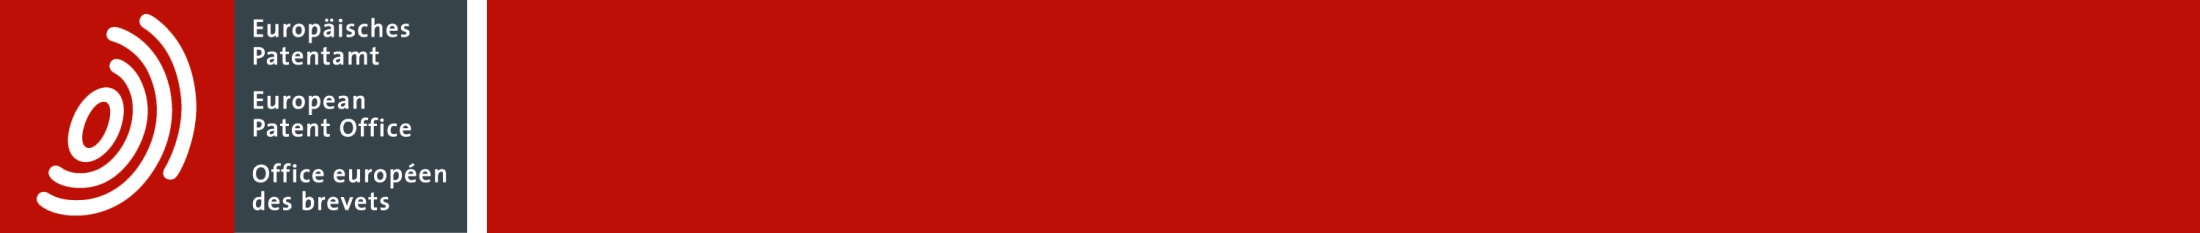 Europäisches
Patentamt
European
Patent Office
Office européen
des brevets